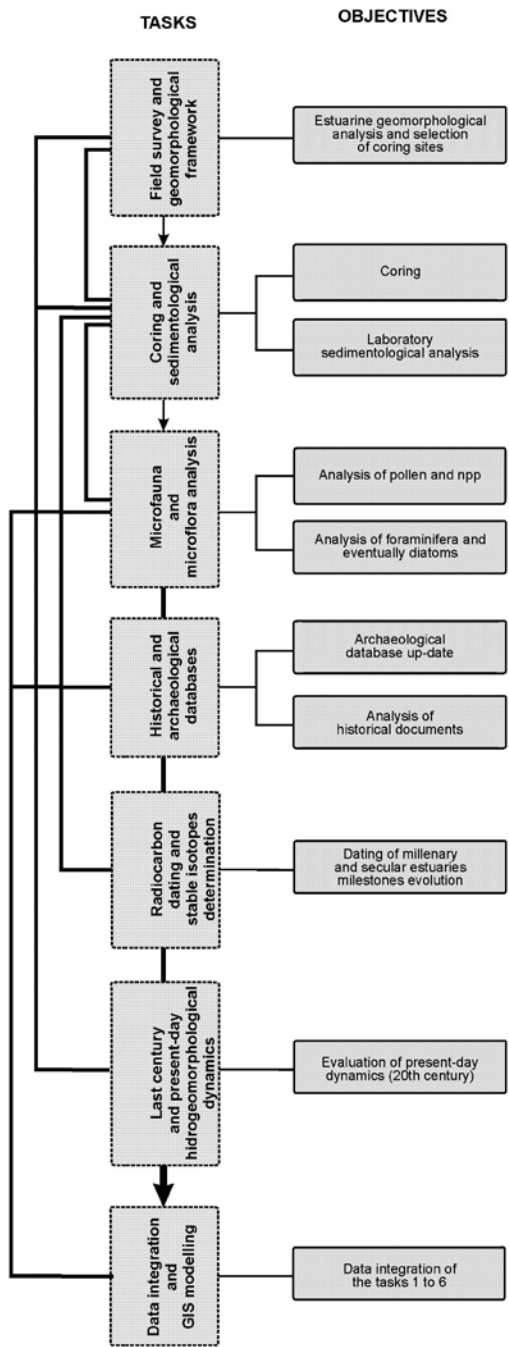 TASKS
OBJECTIVES
Field survey and
geomorphological
framework
Estuarine geomorphological
analysis and selection
of coring sites
Coring and
sedimentological
analysis
Coring
Laboratory
sedimentological analysis
Microfauna
and
microflora analysis
Analysis of pollen and npp
Analysis of foraminifera and
eventually diatoms
Historical and
archaeological
databases
Archaeological
database up-date
Analysis of
historical documents
Radiocarbon
dating and
stable isotopes
determination
Dating of millenary
and secular estuaries
milestones evolution
Last century
and present-day
hidrogeomorphological
dynamics
Evaluation of present-day
dynamics (20th century)
Data integration
and
GIS modelling
Data integration of
the tasks 1 to 6